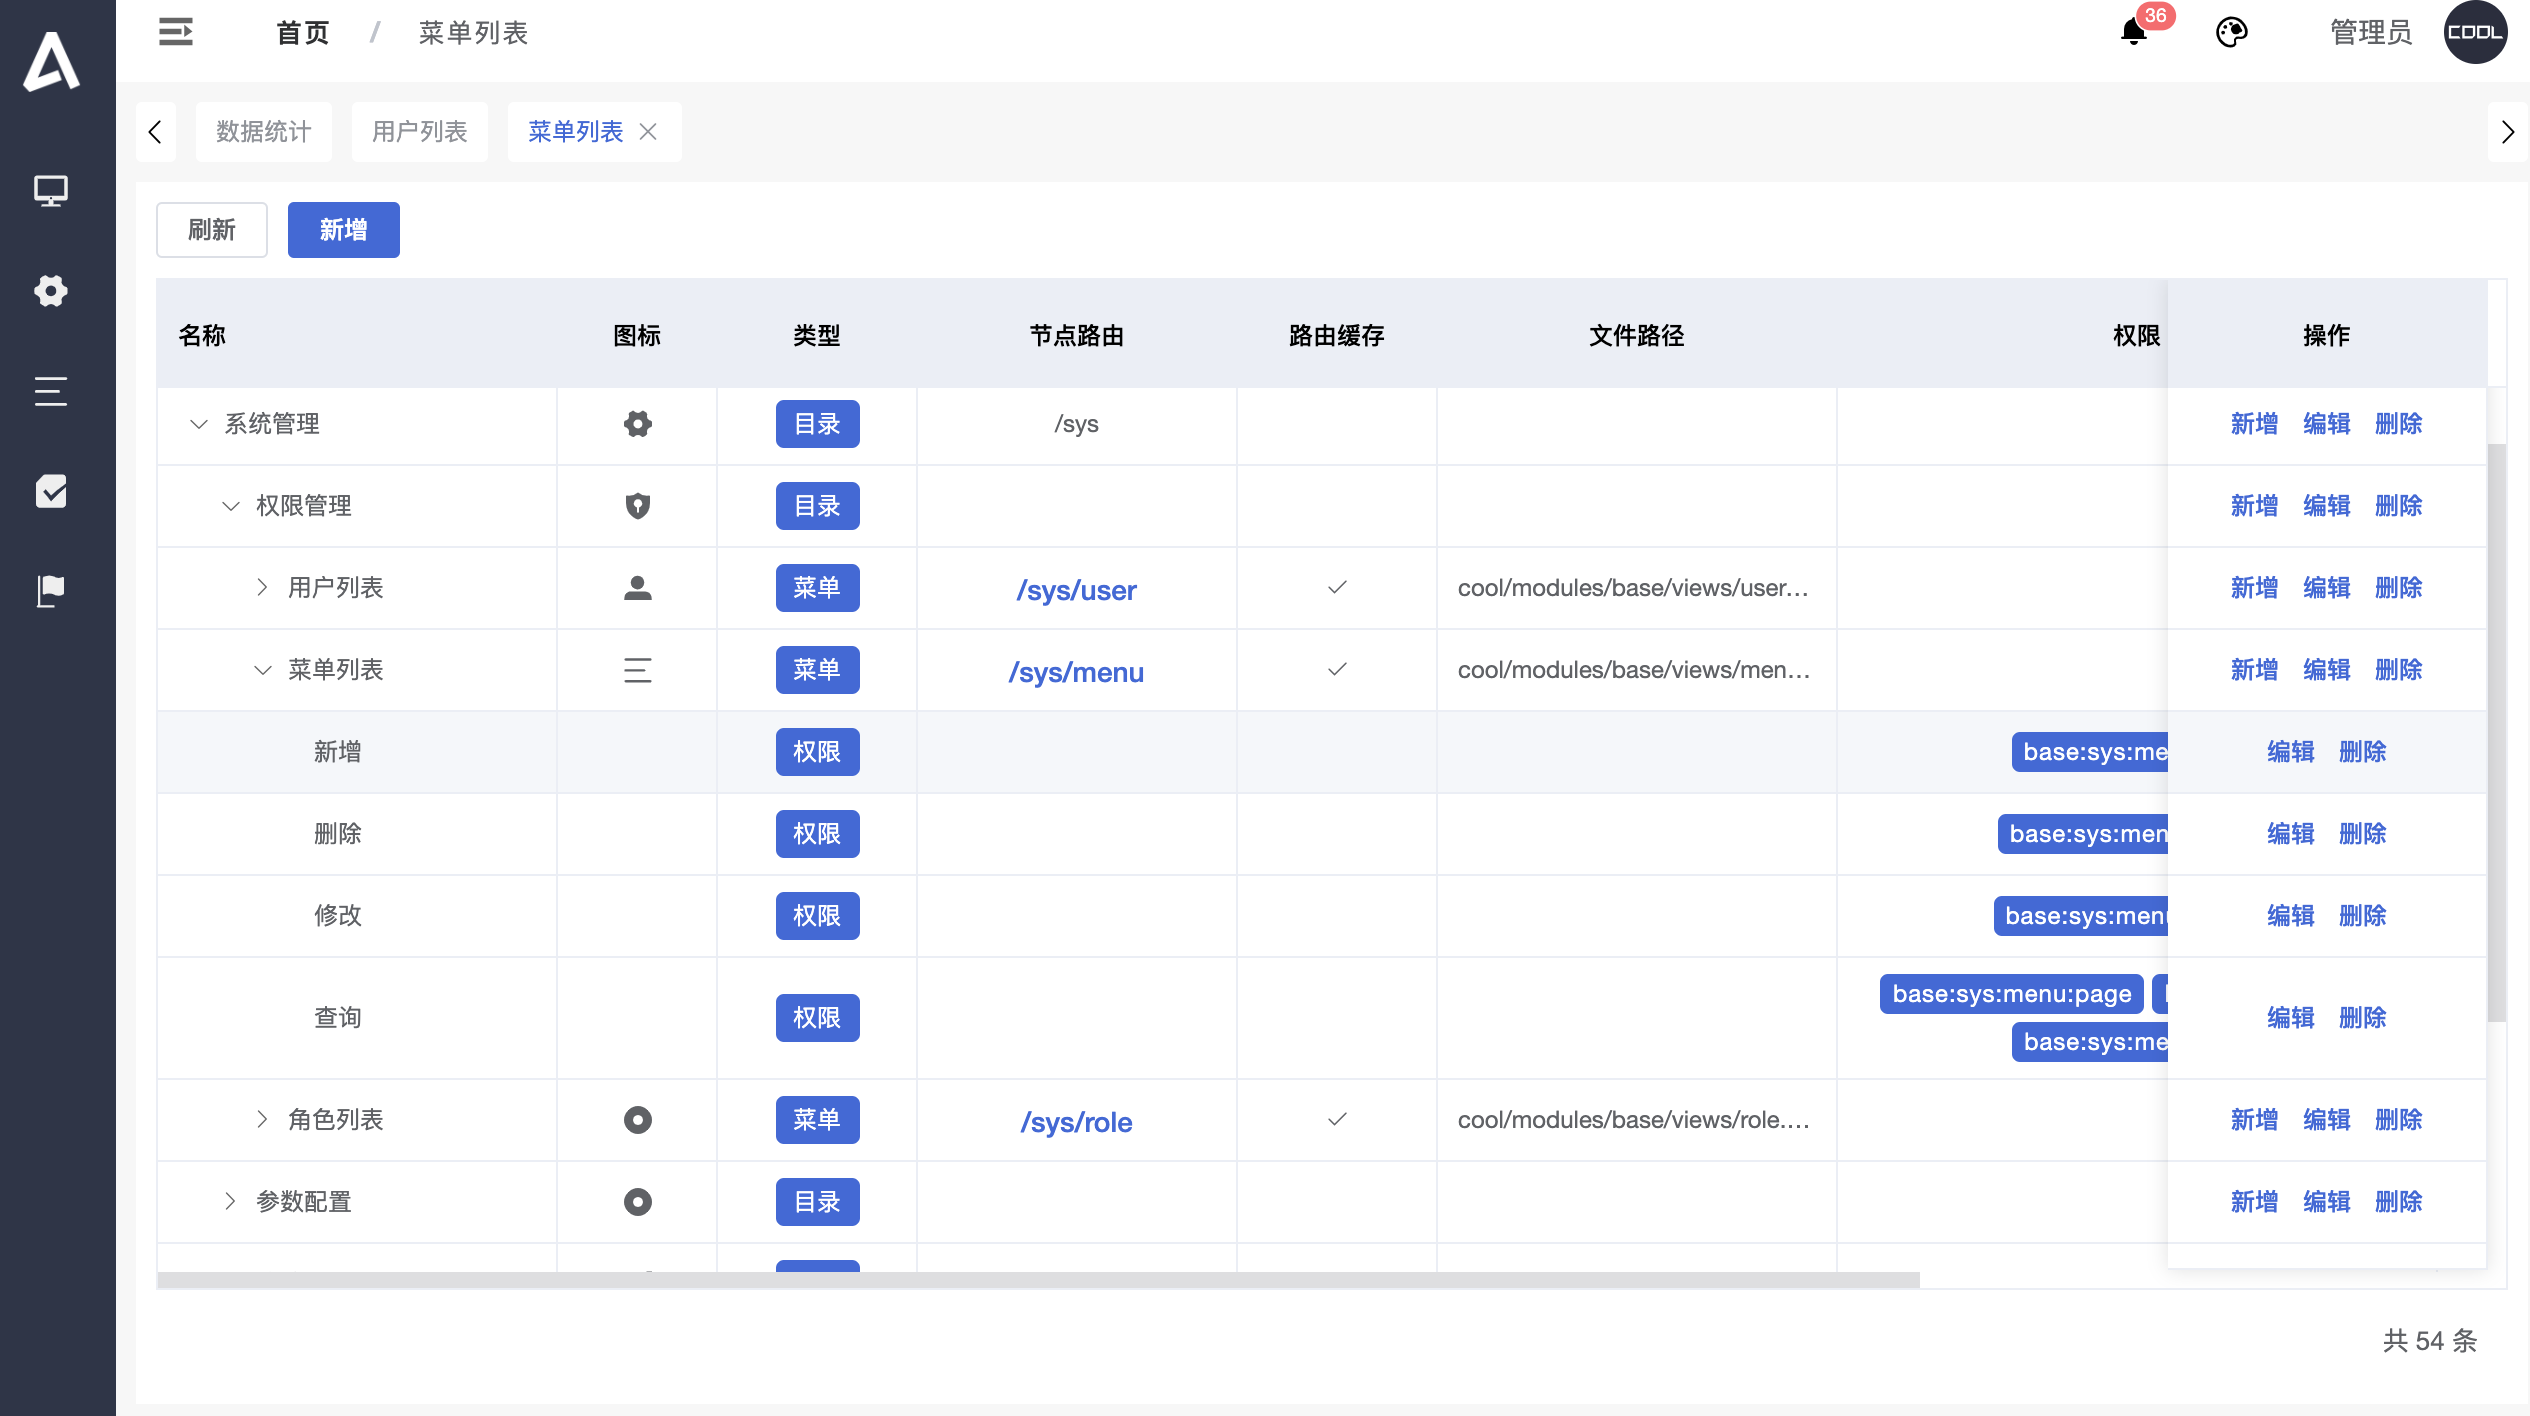 首页 / 菜单列表
36
管理员
COOL
数据统计
用户列表
菜单列表
刷新
新增
名称 图标 类型 节点路由 路由缓存 文件路径 权限 操作
系统管理 目录 /sys 新增 编辑 删除
权限管理 目录 新增 编辑 删除
用户列表 菜单 /sys/user cool/modules/base/views/user... 新增 编辑 删除
菜单列表 菜单 /sys/menu cool/modules/base/views/men... 新增 编辑 删除
新增 权限 base:sys:me 编辑 删除
删除 权限 base:sys:men 编辑 删除
修改 权限 base:sys:menu 编辑 删除
查询 权限 base:sys:menu:page base:sys:me 编辑 删除
角色列表 菜单 /sys/role cool/modules/base/views/role.... 新增 编辑 删除
参数配置 目录 新增 编辑 删除
共 54 条